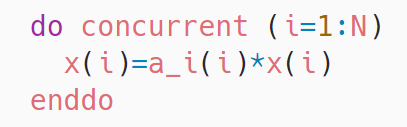 do concurrent (i=1:N)
  x(i)=a_i(i)*x(i)
enddo